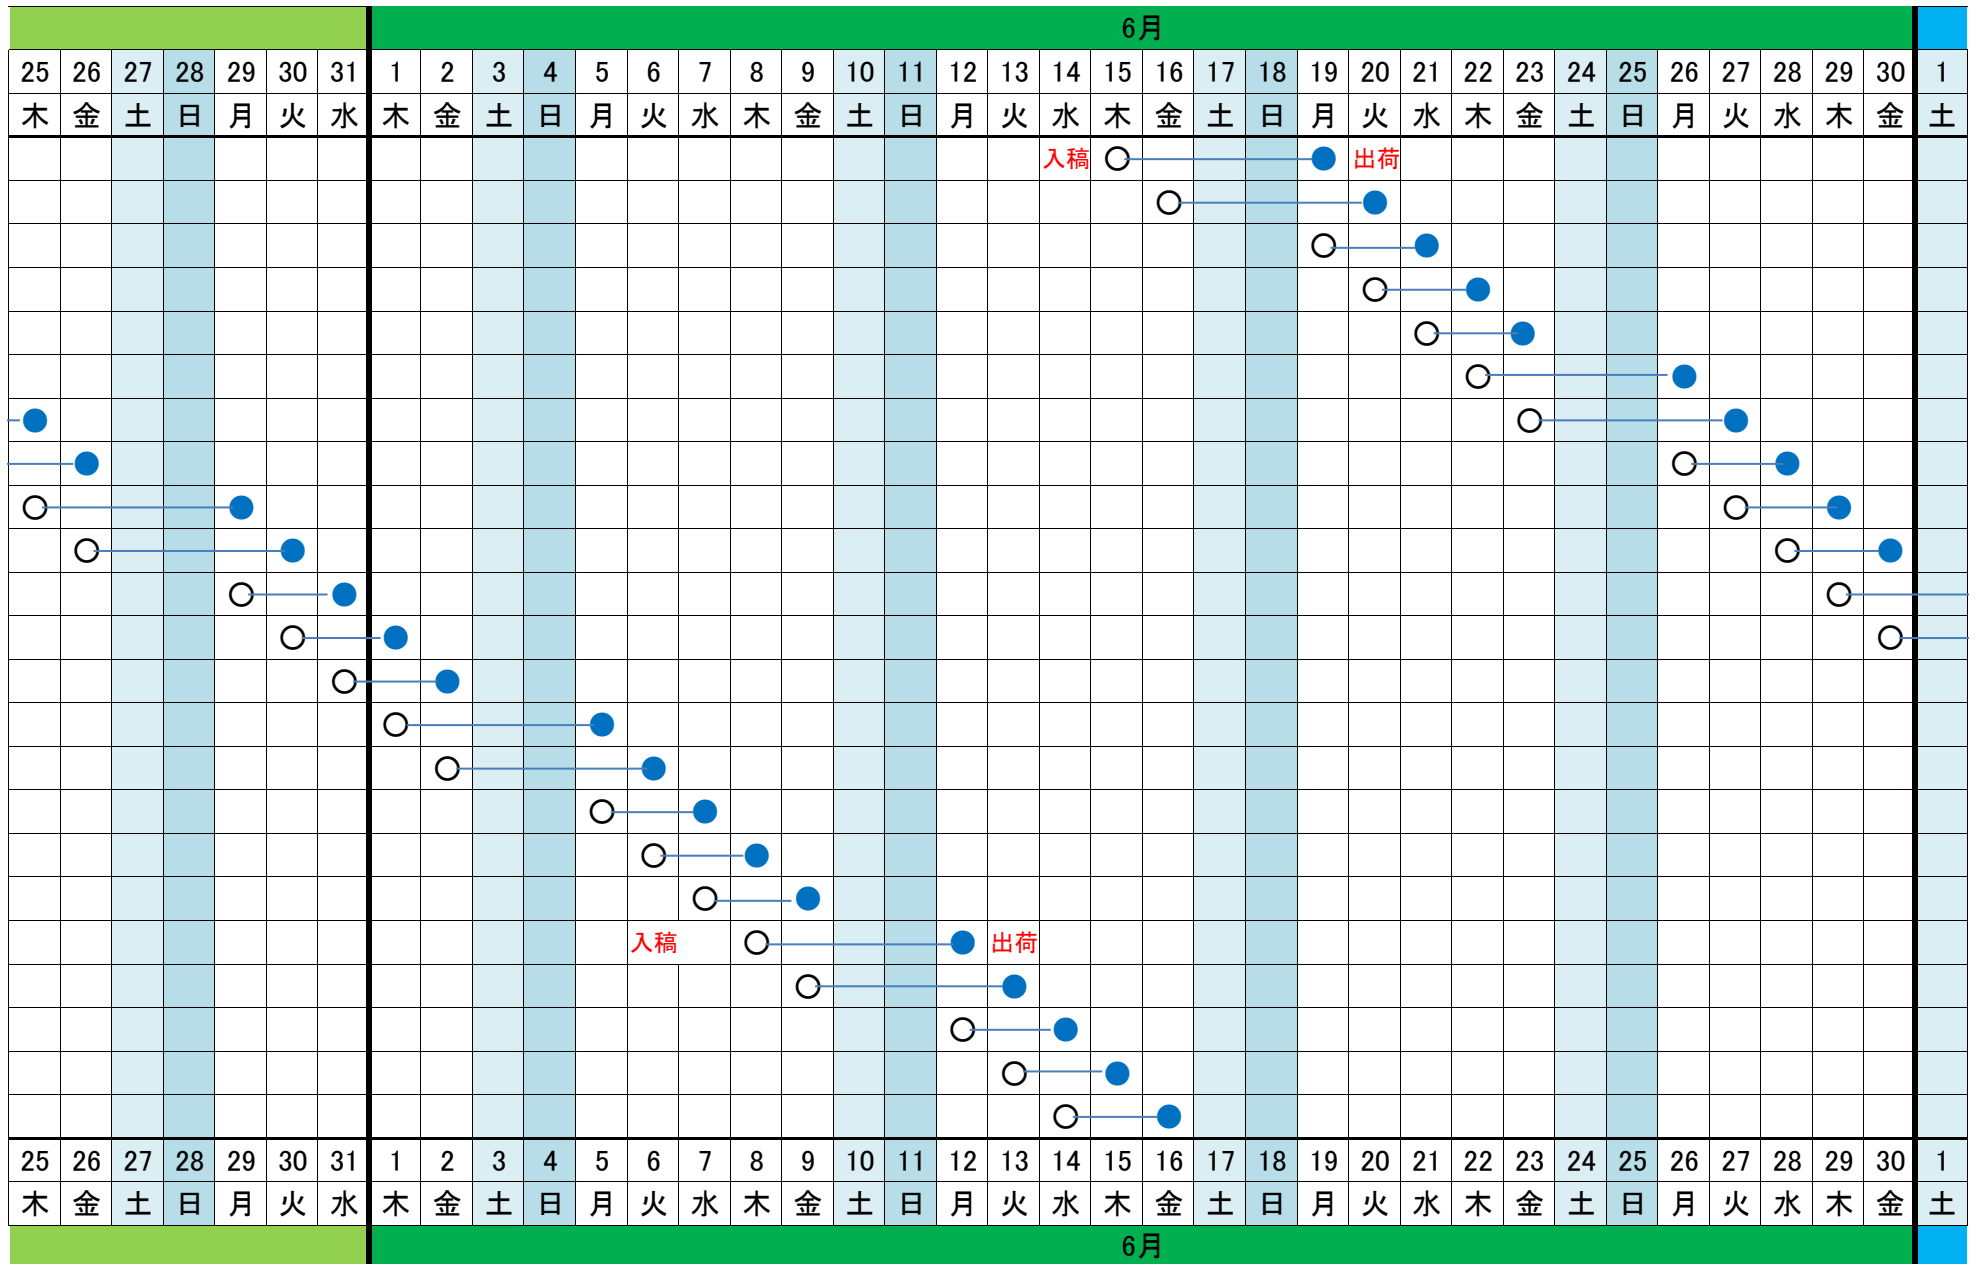 6月
25 26 27 28 29 30 31 1 2 3 4 5 6 7 8 9 10 11 12 13 14 15 16 17 18 19 20 21 22 23 24 25 26 27 28 29 30 1
木 金 土 日 月 火 水 木 金 土 日 月 火 水 木 金 土 日 月 火 水 木 金 土 日 月 火 水 木 金 土 日 月 火 水 木 金 土
入稿 出荷
入稿 出荷
25 26 27 28 29 30 31 1 2 3 4 5 6 7 8 9 10 11 12 13 14 15 16 17 18 19 20 21 22 23 24 25 26 27 28 29 30 1
木 金 土 日 月 火 水 木 金 土 日 月 火 水 木 金 土 日 月 火 水 木 金 土 日 月 火 水 木 金 土 日 月 火 水 木 金 土
6月